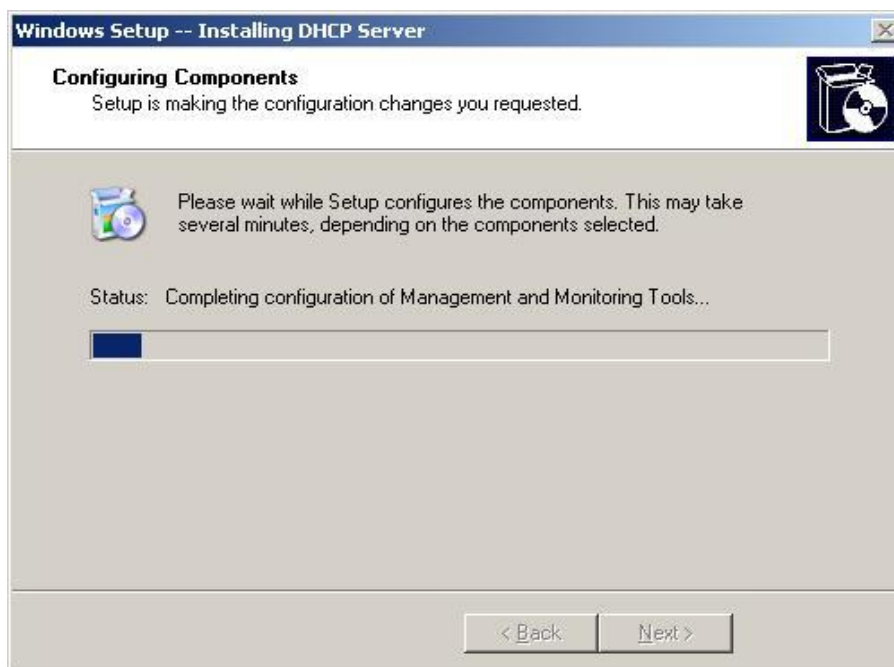 Windows Setup -- Installing DHCP Server
Configuring Components
Setup is making the configuration changes you requested.
Please wait while Setup configures the components. This may take
several minutes, depending on the components selected.
Status: Completing configuration of Management and Monitoring Tools...
< Back Next >